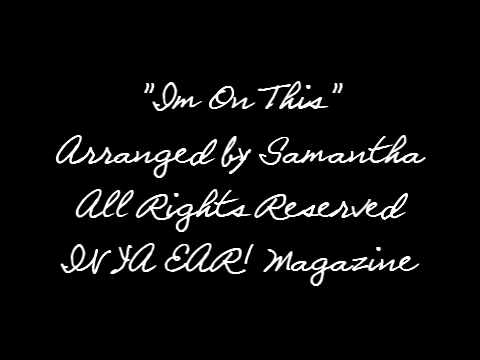 "Im On This"
Arranged by Samantha
All Rights Reserved
IN YA EAR! Magazine